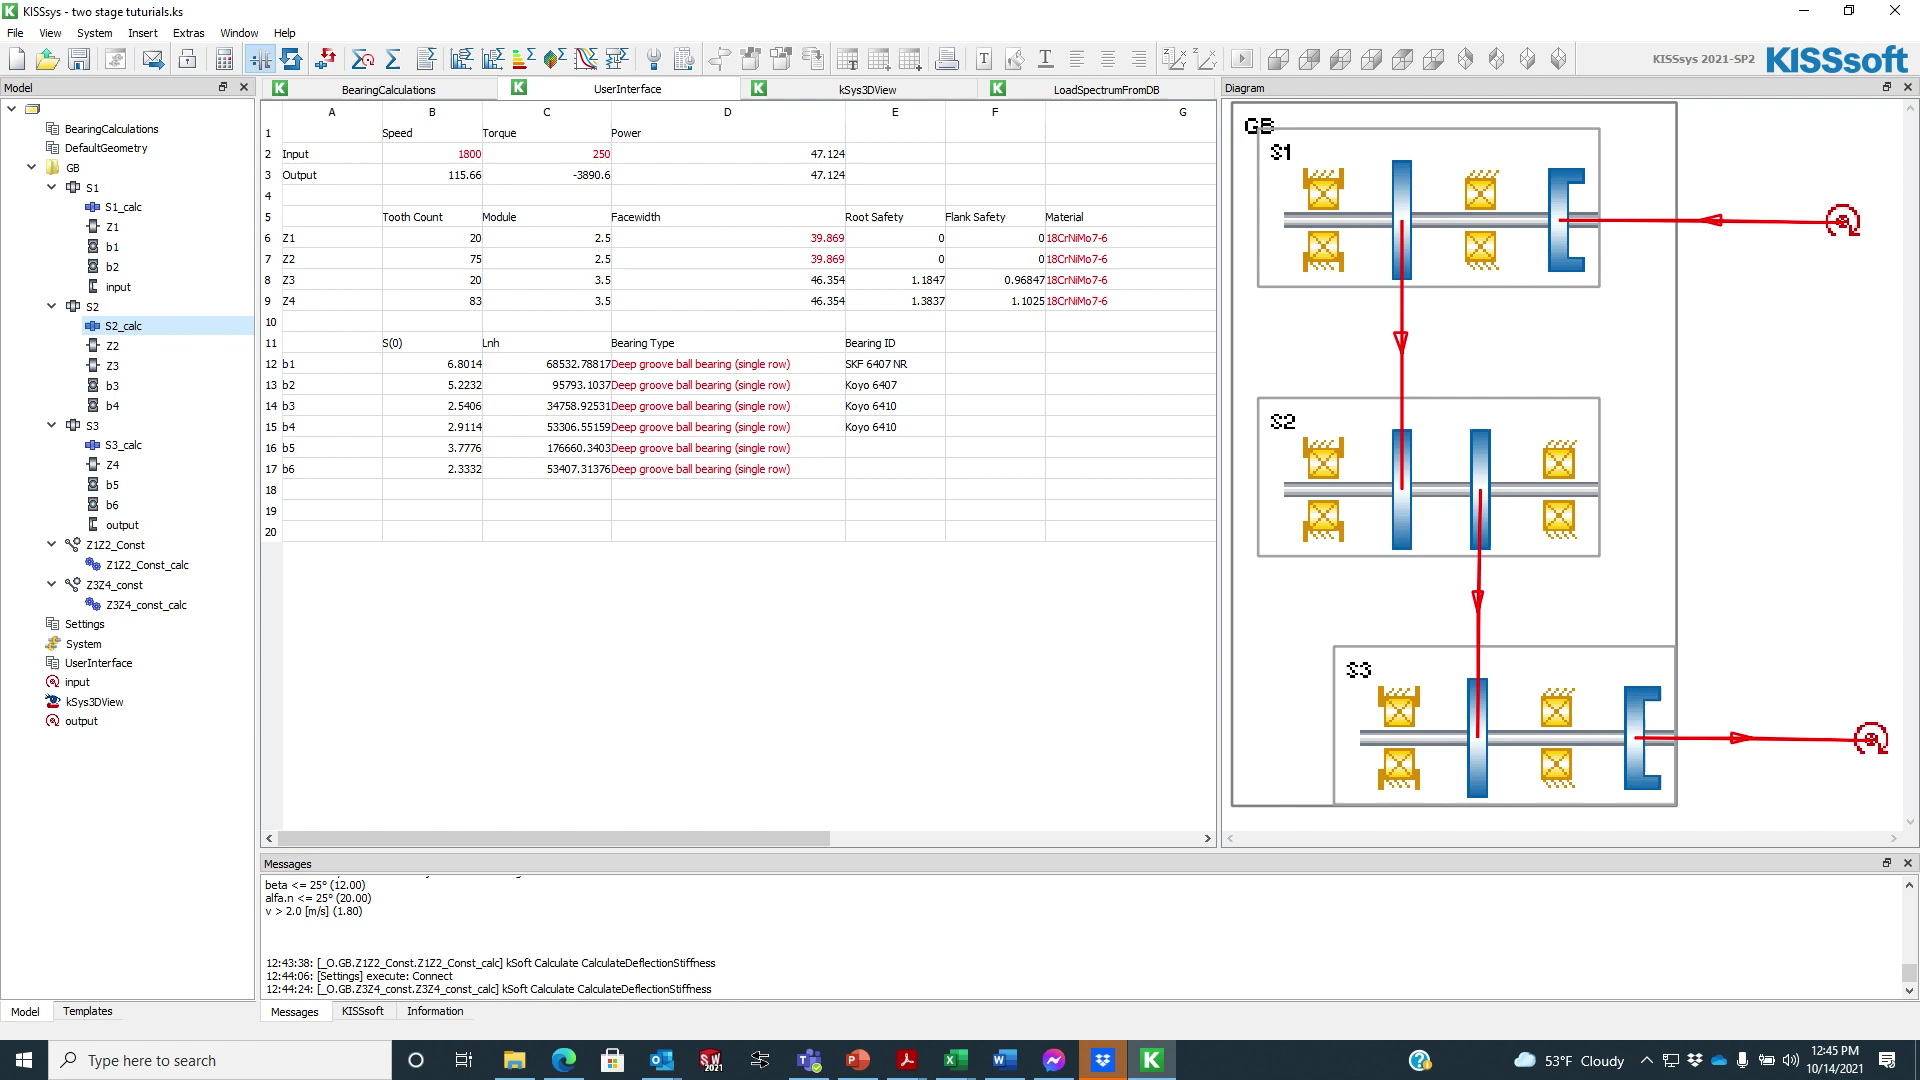 KISSsys - two stage tuturials.ks
File View System Insert Extras Window Help
KISSsys 2021-SP2 KISSsoft
Model
BearingCalculations
DefaultGeometry
GB
S1
S1_calc
Z1
b1
b2
input
S2
S2_calc
Z2
Z3
b3
b4
S3
S3_calc
Z4
b5
b6
output
Z1Z2_Const
Z1Z2_Const_calc
Z3Z4_const
Z3Z4_const_calc
Settings
System
UserInterface
input
kSys3DView
output
Model Templates
BearingCalculations UserInterface kSys3DView LoadSpectrumFromDB
A B C D E F G
1 Speed Torque Power
2 Input 1800 250 47.124
3 Output 115.66 -3890.6 47.124
4
5 Tooth Count Module Facewidth Root Safety Flank Safety Material
6 Z1 20 2.5 39.869 0 0 18CrNiMo7-6
7 Z2 75 2.5 39.869 0 0 18CrNiMo7-6
8 Z3 20 3.5 46.354 1.1847 0.96847 18CrNiMo7-6
9 Z4 83 3.5 46.354 1.3837 1.1025 18CrNiMo7-6
10
11 S(0) Lnh Bearing Type Bearing ID
12 b1 6.8014 68532.78817 Deep groove ball bearing (single row) SKF 6407 NR
13 b2 5.2232 95793.1037 Deep groove ball bearing (single row) Koyo 6407
14 b3 2.5406 34758.92531 Deep groove ball bearing (single row) Koyo 6410
15 b4 2.9114 53306.55159 Deep groove ball bearing (single row) Koyo 6410
16 b5 3.7776 176660.3403 Deep groove ball bearing (single row)
17 b6 2.3332 53407.31376 Deep groove ball bearing (single row)
18
19
20
Diagram
GB
S1
S2
S3
Messages
beta <= 25° (12.00)
alfa.n <= 25° (20.00)
v > 2.0 [m/s] (1.80)
12:43:38: [_O.GB.Z1Z2_Const.Z1Z2_Const_calc] kSoft Calculate CalculateDeflectionStiffness
12:44:06: [Settings] execute: Connect
12:44:24: [_O.GB.Z3Z4_const.Z3Z4_const_calc] kSoft Calculate CalculateDeflectionStiffness
Messages KISSsoft Information
Type here to search
53°F Cloudy
12:45 PM
10/14/2021